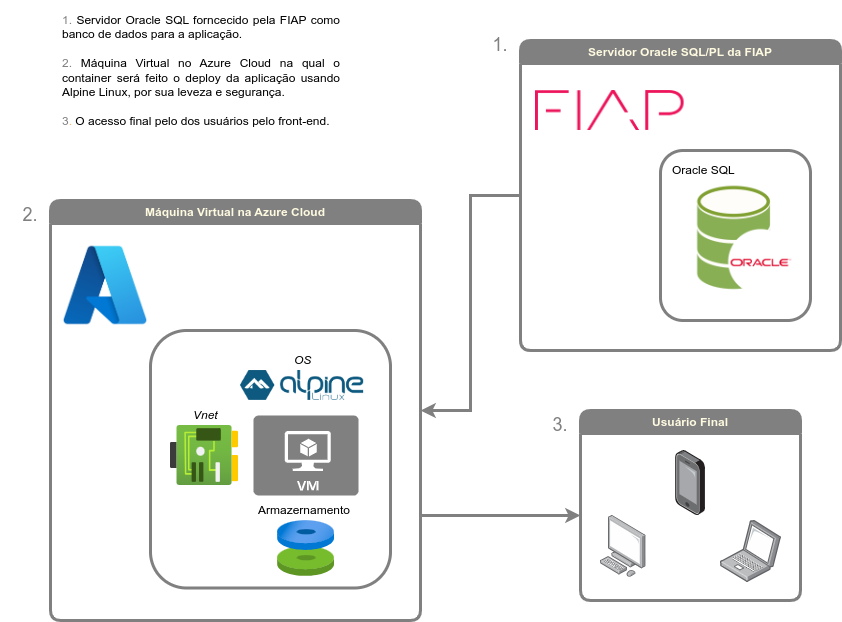 1. Servidor Oracle SQL forncecido pela FIAP como
banco de dados para a aplicação.
2. Máquina Virtual no Azure Cloud na qual o
container será feito o deploy da aplicação usando
Alpine Linux, por sua leveza e segurança.
3. O acesso final pelo dos usuários pelo front-end.
1.
Servidor Oracle SQL/PL da FIAP
FIAP
Oracle SQL
ORACLE
2.
Máquina Virtual na Azure Cloud
OS
alpine
Linux
Vnet
VM
Armazernamento
3.
Usuário Final